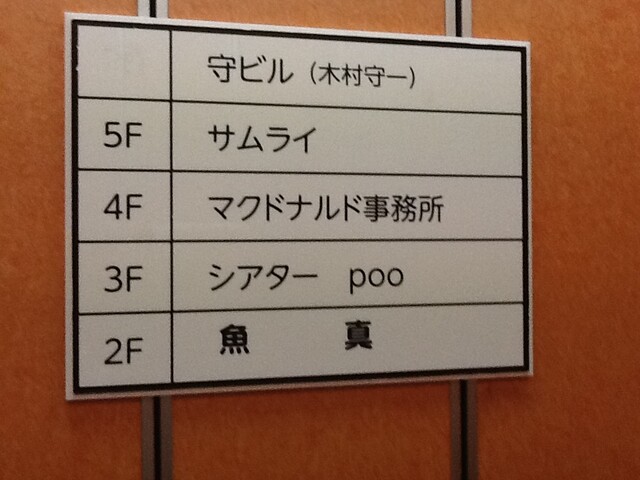 守ビル（木村守一）
5F サムライ
4F マクドナルド事務所
3F シアター poo
2F 魚 真